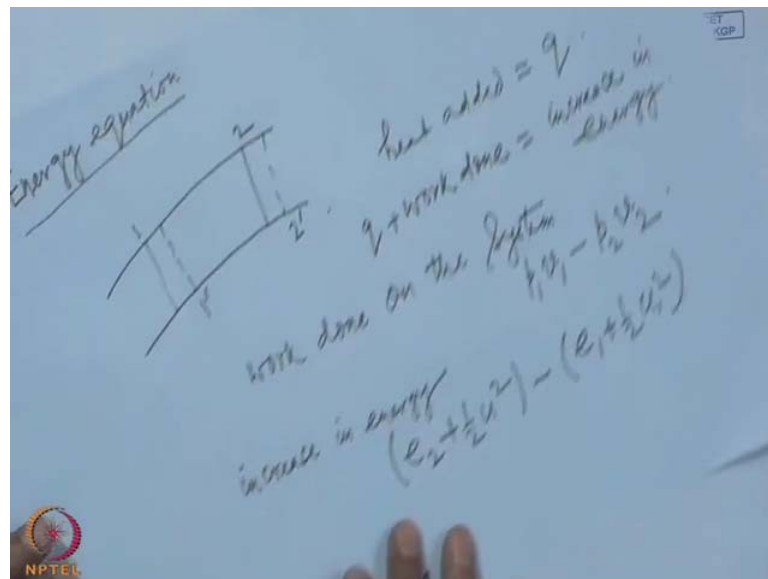 Energy equation
1 2
1' 2'
heat added = q.
q + work done = increase in energy.
work done on the system
p₁v₁ - p₂v₂.
increase in energy
(e₂ + ½u₂²) - (e₁ + ½u₁²)
KGP
NPTEL